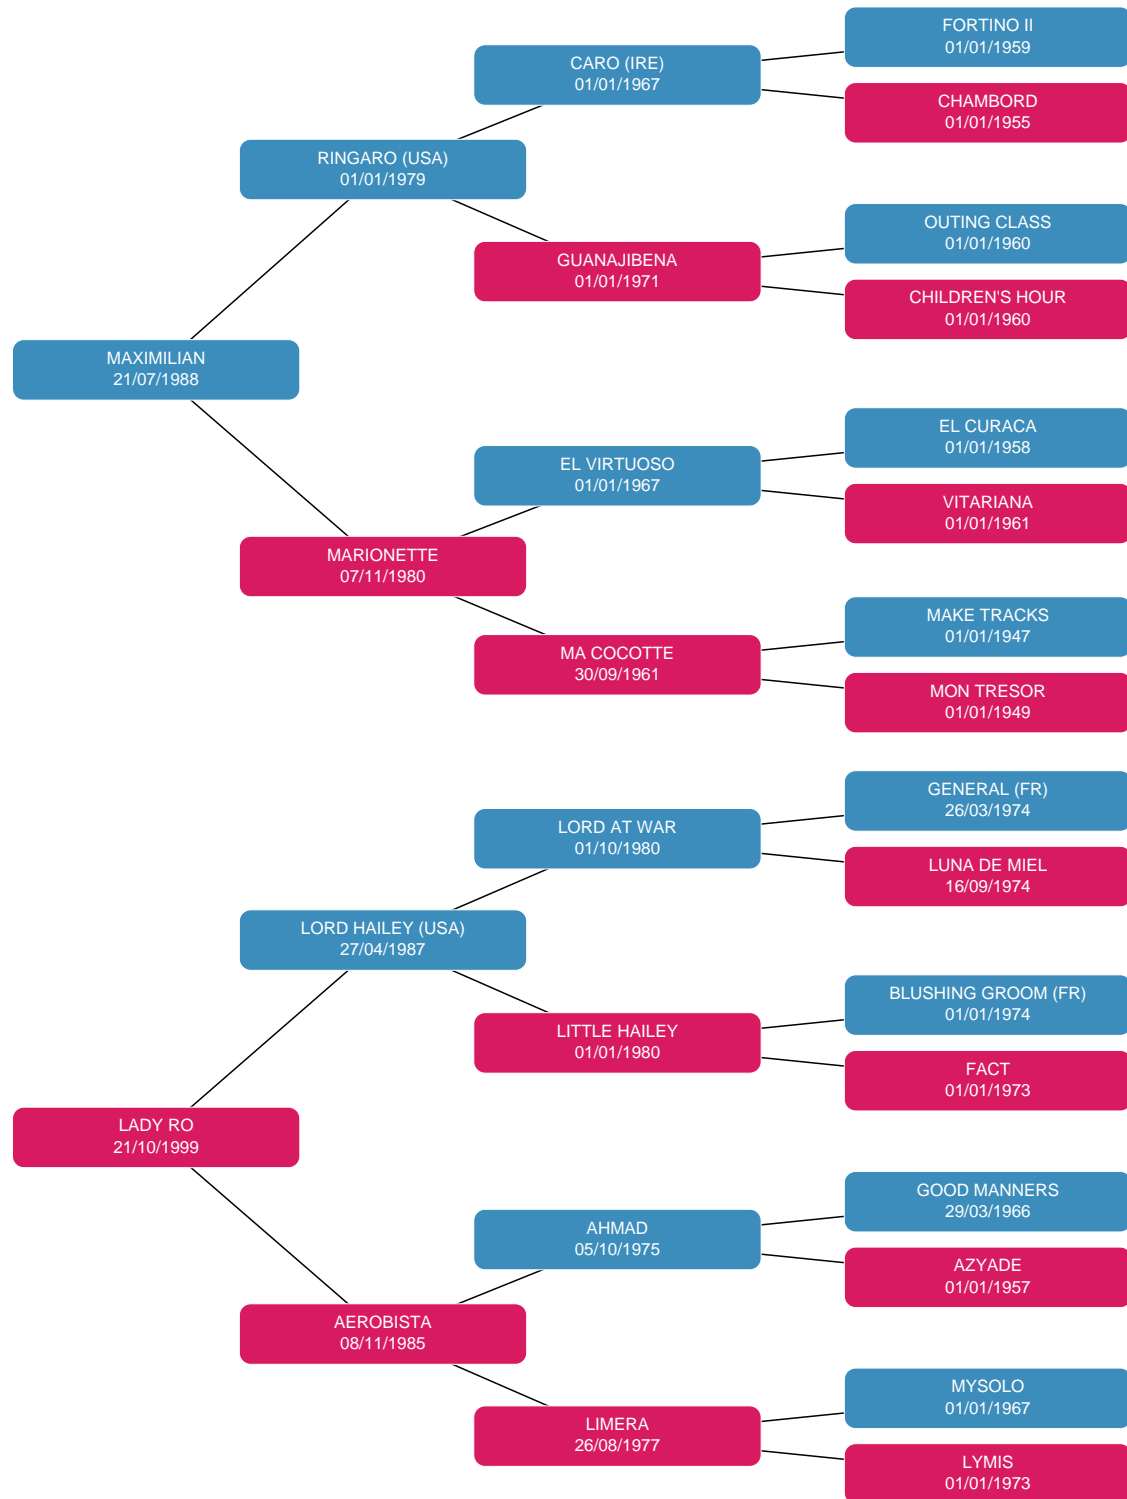 FORTINO II
01/01/1959
CARO (IRE)
01/01/1967
CHAMBORD
01/01/1955
RINGARO (USA)
01/01/1979
OUTING CLASS
01/01/1960
GUANAJIBENA
01/01/1971
CHILDREN'S HOUR
01/01/1960
MAXIMILIAN
21/07/1988
EL CURACA
01/01/1958
EL VIRTUOSO
01/01/1967
VITARIANA
01/01/1961
MARIONETTE
07/11/1980
MAKE TRACKS
01/01/1947
MA COCOTTE
30/09/1961
MON TRESOR
01/01/1949
GENERAL (FR)
26/03/1974
LORD AT WAR
01/10/1980
LUNA DE MIEL
16/09/1974
LORD HAILEY (USA)
27/04/1987
BLUSHING GROOM (FR)
01/01/1974
LITTLE HAILEY
01/01/1980
FACT
01/01/1973
LADY RO
21/10/1999
GOOD MANNERS
29/03/1966
AHMAD
05/10/1975
AZYADE
01/01/1957
AEROBISTA
08/11/1985
MYSOLO
01/01/1967
LIMERA
26/08/1977
LYMIS
01/01/1973